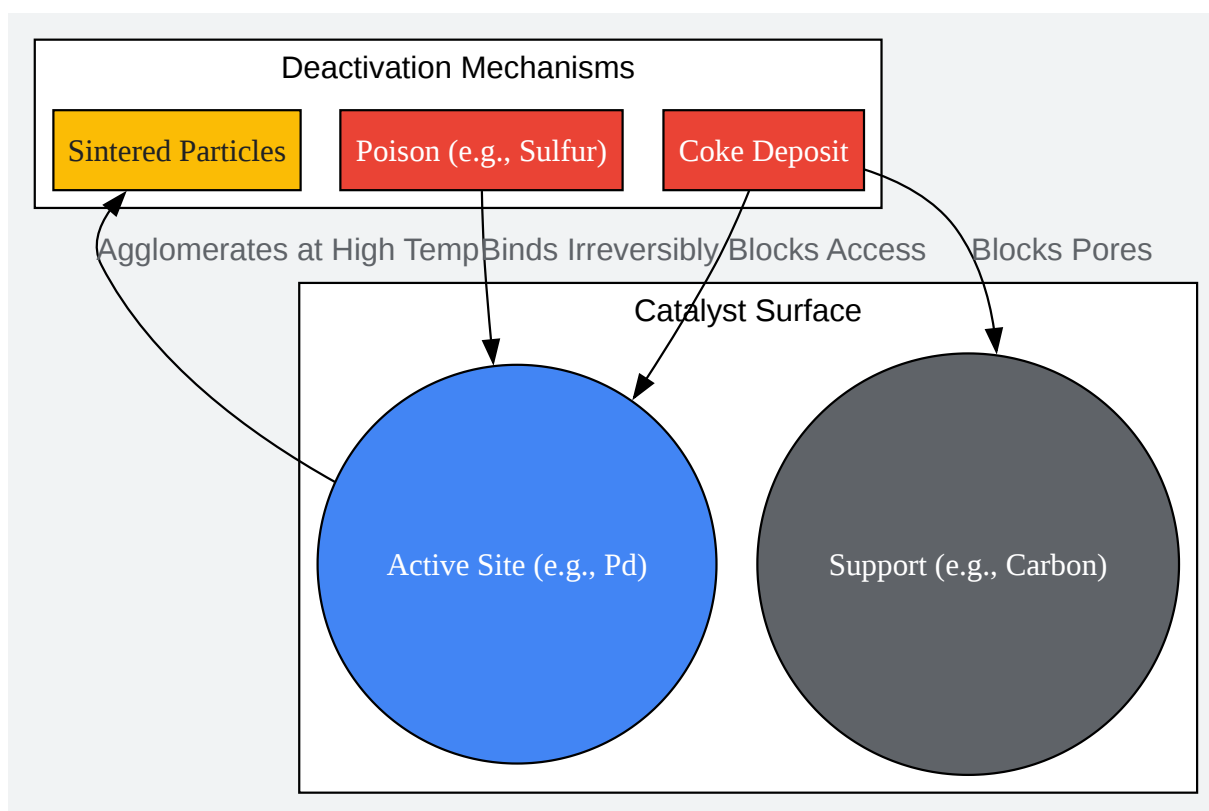 Deactivation Mechanisms
Sintered Particles
Poison (e.g., Sulfur)
Coke Deposit
Agglomerates at High Temp
Binds Irreversibly
Blocks Access
Blocks Pores
Catalyst Surface
Active Site (e.g., Pd)
Support (e.g., Carbon)